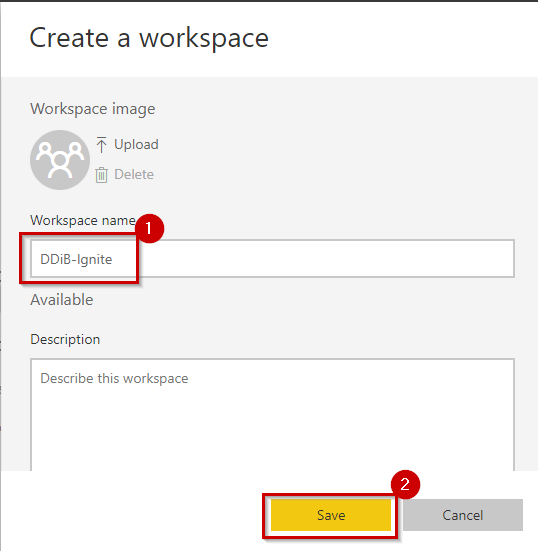 Create a workspace
Workspace image
Upload
Delete
Workspace name
1
DDiB-Ignite
Available
Description
Describe this workspace
2
Save
Cancel